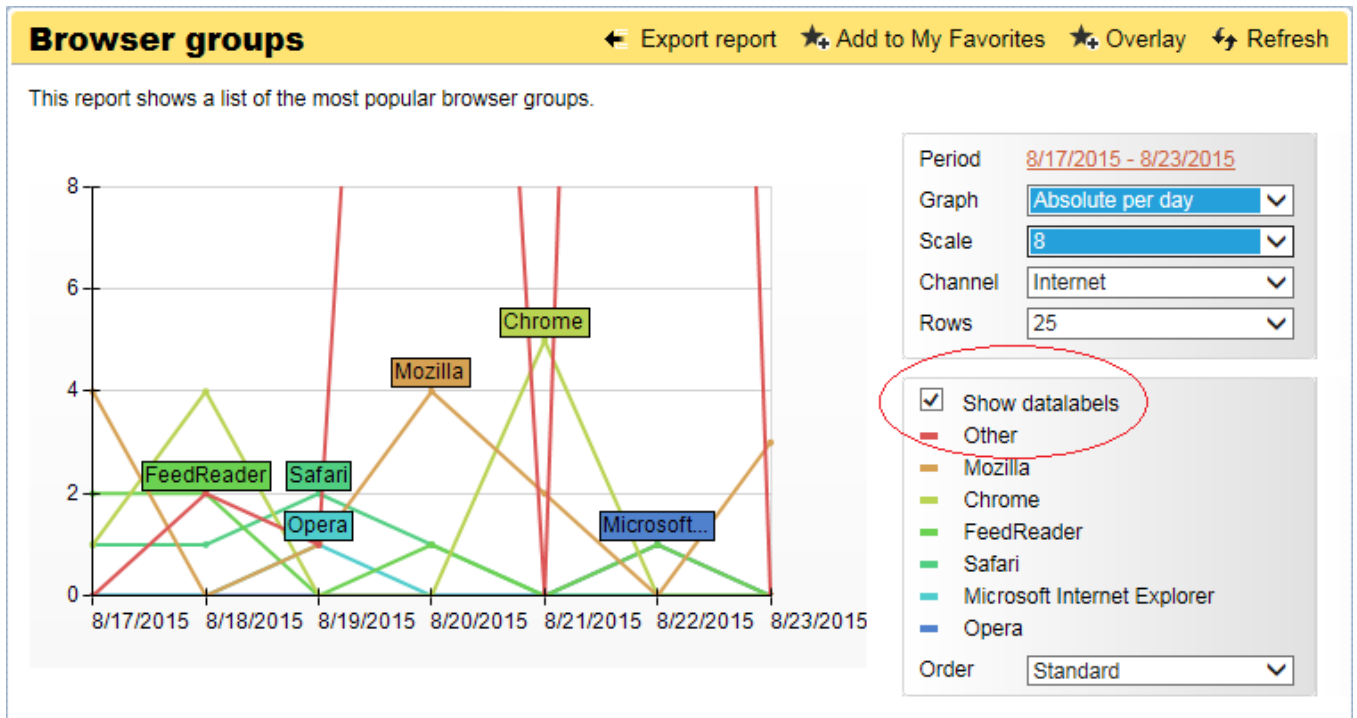 Browser groups Export report Add to My Favorites Overlay Refresh
This report shows a list of the most popular browser groups.
Period 8/17/2015 - 8/23/2015
Graph Absolute per day
Scale 8
Channel Internet
Rows 25
Show datalabels
Other
Mozilla
Chrome
FeedReader
Safari
Microsoft Internet Explorer
Opera
Order Standard
8
6
Chrome
Mozilla
4
FeedReader Safari
2
Opera Microsoft...
0
8/17/2015 8/18/2015 8/19/2015 8/20/2015 8/21/2015 8/22/2015 8/23/2015